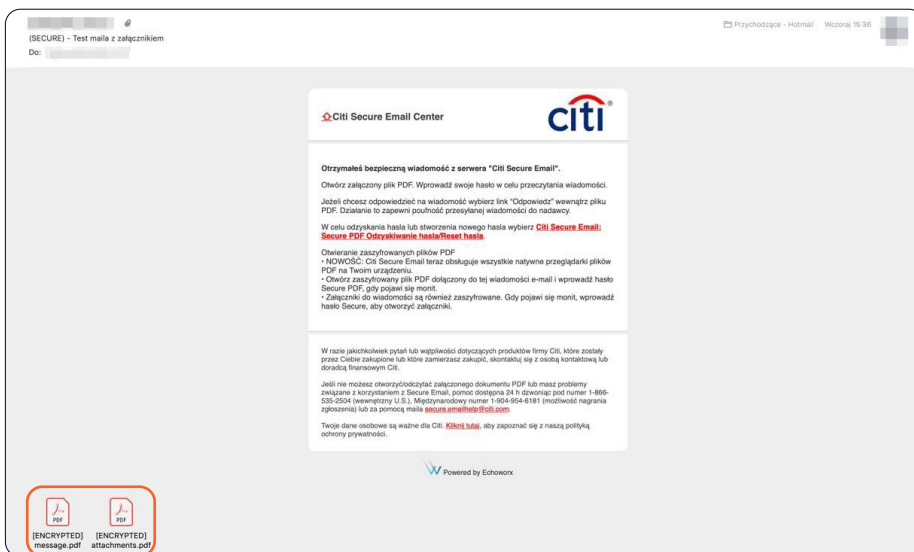 Przychodzące - Hotmail Wczoraj 15:36
(SECURE) - Test maila z załącznikiem
Do:
Citi Secure Email Center
citi®
Otrzymałeś bezpieczną wiadomość z serwera "Citi Secure Email".
Otwórz załączony plik PDF. Wprowadź swoje hasło w celu przeczytania wiadomości.
Jeżeli chcesz odpowiedzieć na wiadomość wybierz link "Odpowiedz" wewnątrz pliku
PDF. Działanie to zapewni poufność przesyłanej wiadomości do nadawcy.
W celu odzyskania hasla lub stworzenia nowego hasla wybierz Citi Secure Email:
Secure PDF Odzyskiwanie hasla/Reset hasla.
Otwieranie zaszyfrowanych plików PDF
• NOWOŚĆ: Citi Secure Email teraz obsługuje wszystkie natywne przeglądarki plików
PDF na Twoim urządzeniu.
• Otwórz zaszyfrowany plik PDF dołączony do tej wiadomości e-mail i wprowadź hasło
Secure PDF, gdy pojawi się monit.
• Załączniki do wiadomości są również zaszyfrowane. Gdy pojawi się monit, wprowadź
hasło Secure, aby otworzyć załączniki.
W razie jakichkolwiek pytań lub wątpliwości dotyczących produktów firmy Citi, które zostały
przez Ciebie zakupione lub które zamierzasz zakupić, skontaktuj się z osobą kontaktową lub
doradcą finansowym Citi.
Jeśli nie możesz otworzyć/odczytać załączonego dokumentu PDF lub masz problemy
związane z korzystaniem z Secure Email, pomoc dostępna 24 h dzwoniąc pod numer 1-866-
535-2504 (wewnętrzny U.S.), Międzynarodowy numer 1-904-954-6181 (możliwość nagrania
zgłoszenia) lub za pomocą maila secure.emailhelp@citi.com.
Twoje dane osobowe są ważne dla Citi. Kliknij tutaj, aby zapoznać się z naszą polityką
ochrony prywatności.
Powered by Echoworx
PDF PDF
[ENCRYPTED] [ENCRYPTED]
message.pdf attachments.pdf